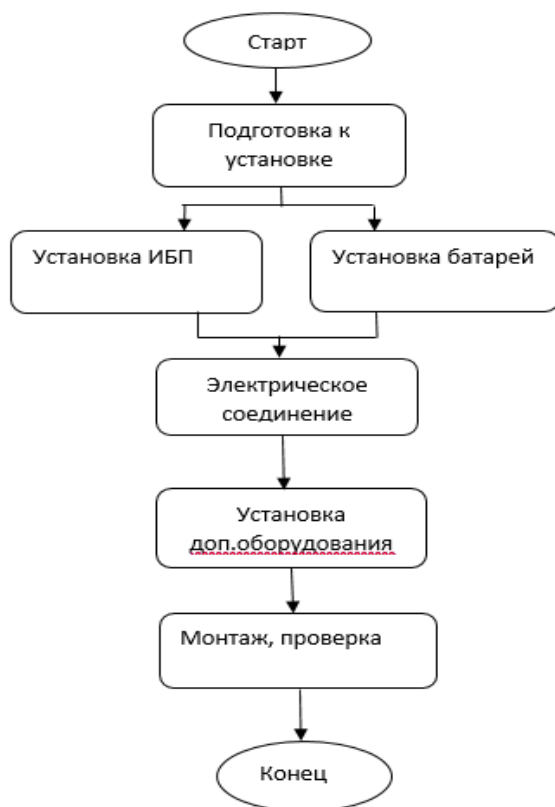 Старт
Подготовка к
установке
Установка ИБП
Установка батарей
Электрическое
соединение
Установка
доп.оборудования
Монтаж, проверка
Конец